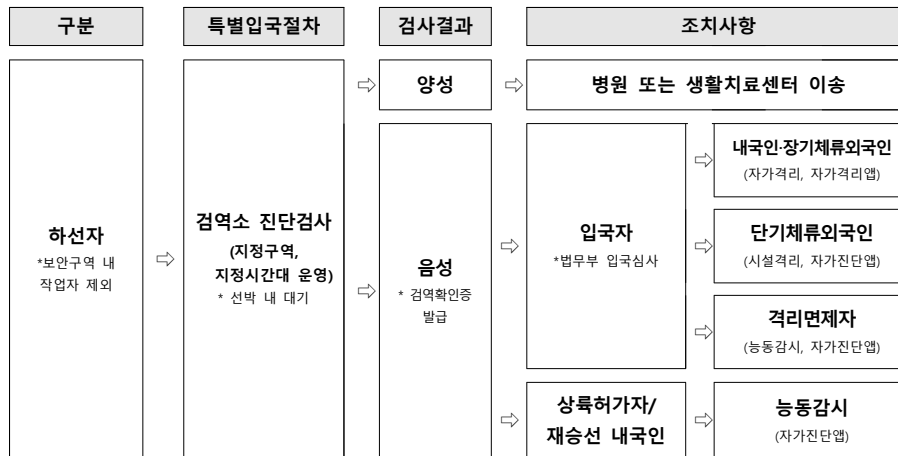 구분
특별입국절차
검사결과
조치사항
하선자
*보안구역 내
작업자 제외
⇨
검역소 진단검사
(지정구역,
지정시간대 운영)
* 선박 내 대기
⇨
양성
⇨
병원 또는 생활치료센터 이송
⇨
음성
* 검역확인증
발급
⇨
입국자
*법무부 입국심사
⇨
내국인·장기체류외국인
(자가격리, 자가격리앱)
⇨
단기체류외국인
(시설격리, 자가진단앱)
⇨
격리면제자
(능동감시, 자가진단앱)
⇨
상륙허가자/
재승선 내국인
⇨
능동감시
(자가진단앱)